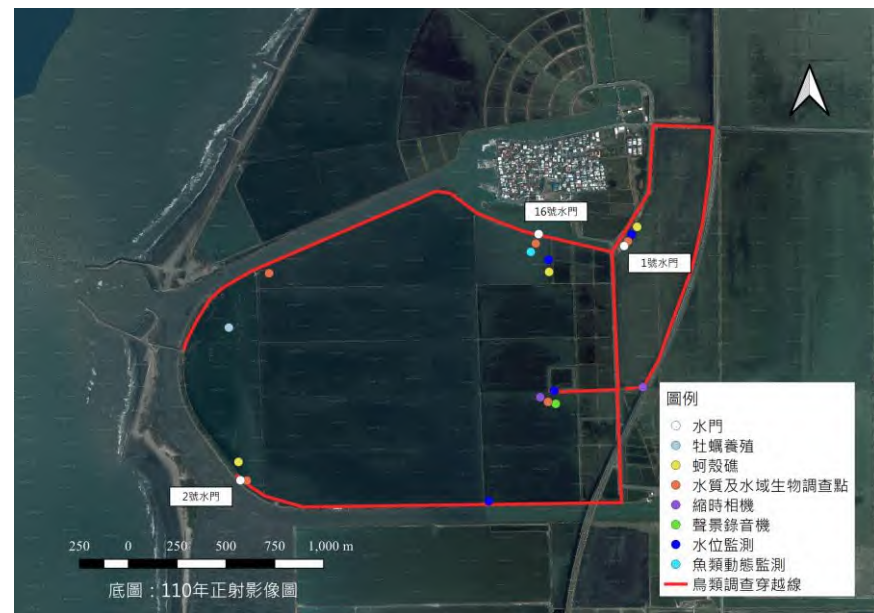 16號水門
1號水門
2號水門
圖例
水門
牡蠣養殖
蚵殼礁
水質及水域生物調查點
縮時相機
聲景錄音機
水位監測
魚類動態監測
鳥類調查穿越線
250 0 250 500 750 1,000 m
底圖：110年正射影像圖